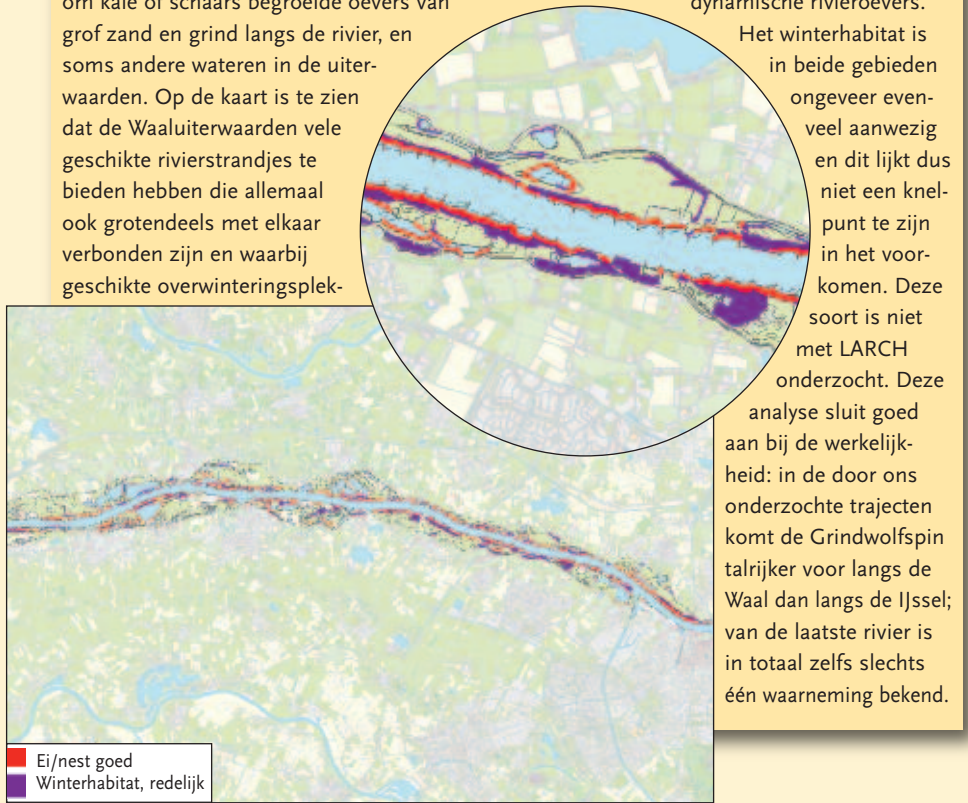 om kale of schaars begroeide oevers van
grof zand en grind langs de rivier, en
soms andere wateren in de uiter-
waarden. Op de kaart is te zien
dat de Waaluiterwaarden vele
geschikte rivierstrandjes te
bieden hebben die allemaal
ook grotendeels met elkaar
verbonden zijn en waarbij
geschikte overwinteringsplek-
dynamische rivieroevers.
Het winterhabitat is
in beide gebieden
ongeveer even-
veel aanwezig
en dit lijkt dus
niet een knel-
punt te zijn
in het voor-
komen. Deze
soort is niet
met LARCH
onderzocht. Deze
analyse sluit goed
aan bij de werkelijk-
heid: in de door ons
onderzochte trajecten
komt de Grindwolfspin
talrijker voor langs de
Waal dan langs de IJssel;
van de laatste rivier is
in totaal zelfs slechts
één waarneming bekend.
Ei/nest goed
Winterhabitat, redelijk